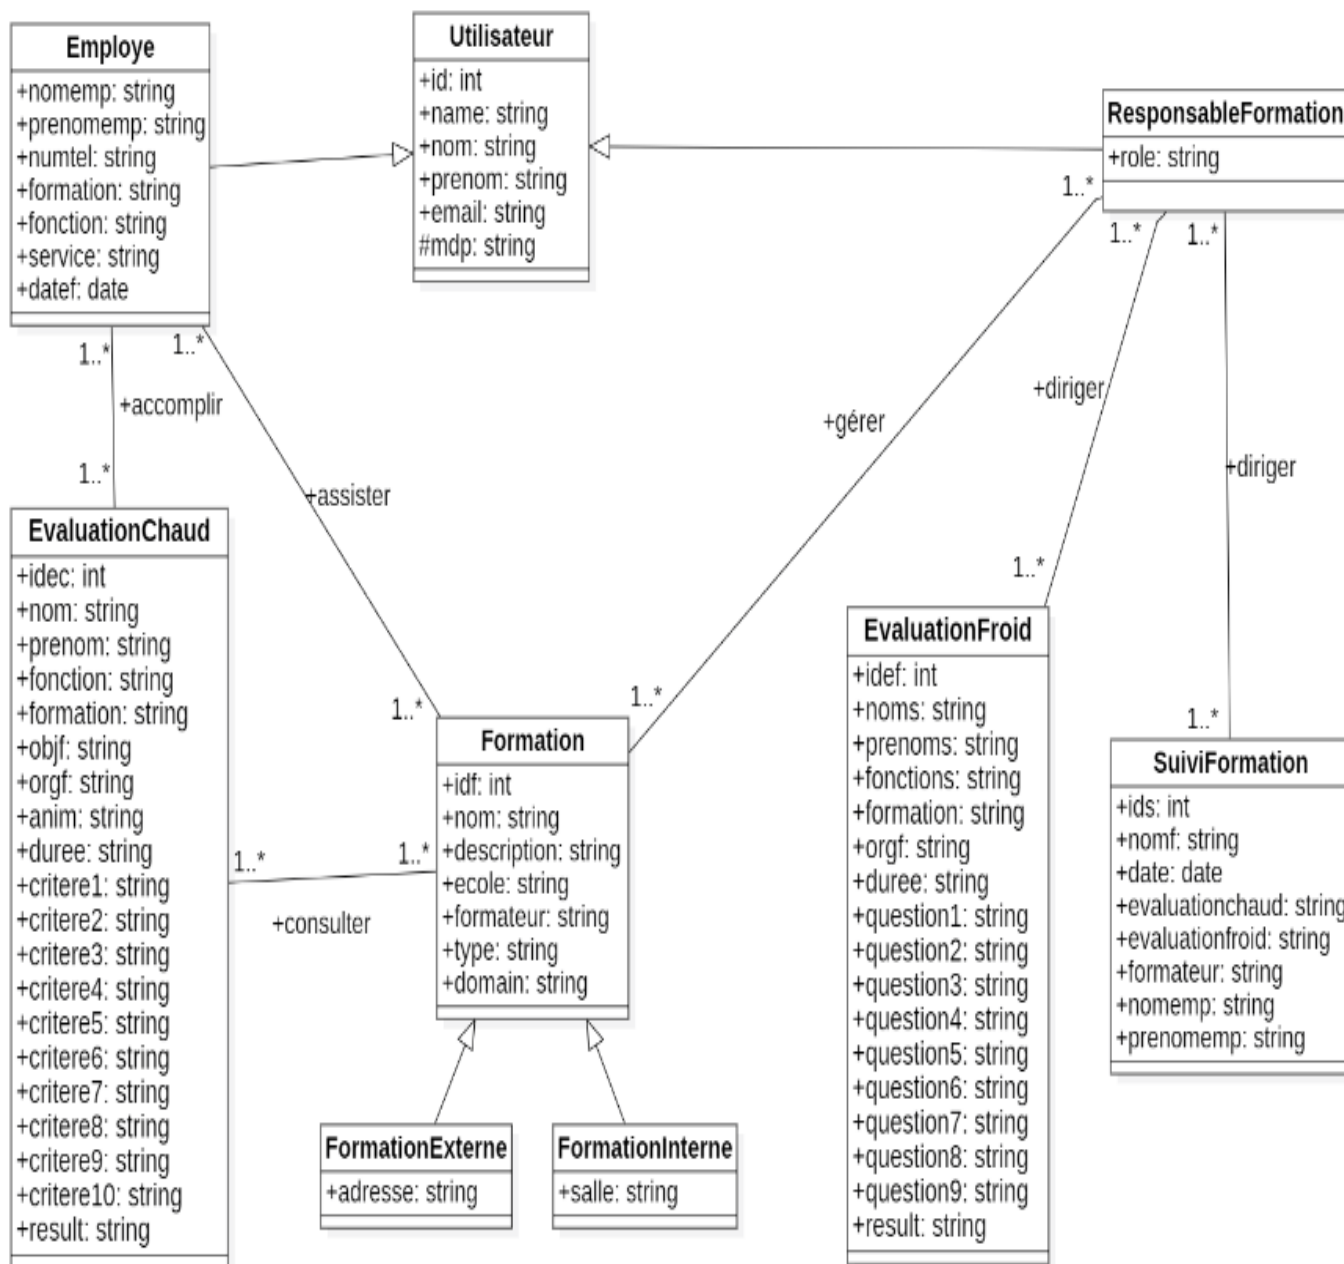 Employe
+nomemp: string
+prenomemp: string
+numtel: string
+formation: string
+fonction: string
+service: string
+datef: date
Utilisateur
+id: int
+name: string
+nom: string
+prenom: string
+email: string
#mdp: string
ResponsableFormation
+role: string
1..*
1..*
1..*
1..*
1..*
+accomplir
1..*
+assister
1..*
+gérer
1..*
+diriger
1..*
+diriger
1..*
EvaluationChaud
+idec: int
+nom: string
+prenom: string
+fonction: string
+formation: string
+objf: string
+orgf: string
+anim: string
+duree: string
+critere1: string
+critere2: string
+critere3: string
+critere4: string
+critere5: string
+critere6: string
+critere7: string
+critere8: string
+critere9: string
+critere10: string
+result: string
1..*
1..*
+consulter
Formation
+idf: int
+nom: string
+description: string
+ecole: string
+formateur: string
+type: string
+domain: string
FormationExterne
+adresse: string
FormationInterne
+salle: string
EvaluationFroid
+idef: int
+noms: string
+prenoms: string
+fonctions: string
+formation: string
+orgf: string
+duree: string
+question1: string
+question2: string
+question3: string
+question4: string
+question5: string
+question6: string
+question7: string
+question8: string
+question9: string
+result: string
SuiviFormation
+ids: int
+nomf: string
+date: date
+evaluationchaud: string
+evaluationfroid: string
+formateur: string
+nomemp: string
+prenomemp: string